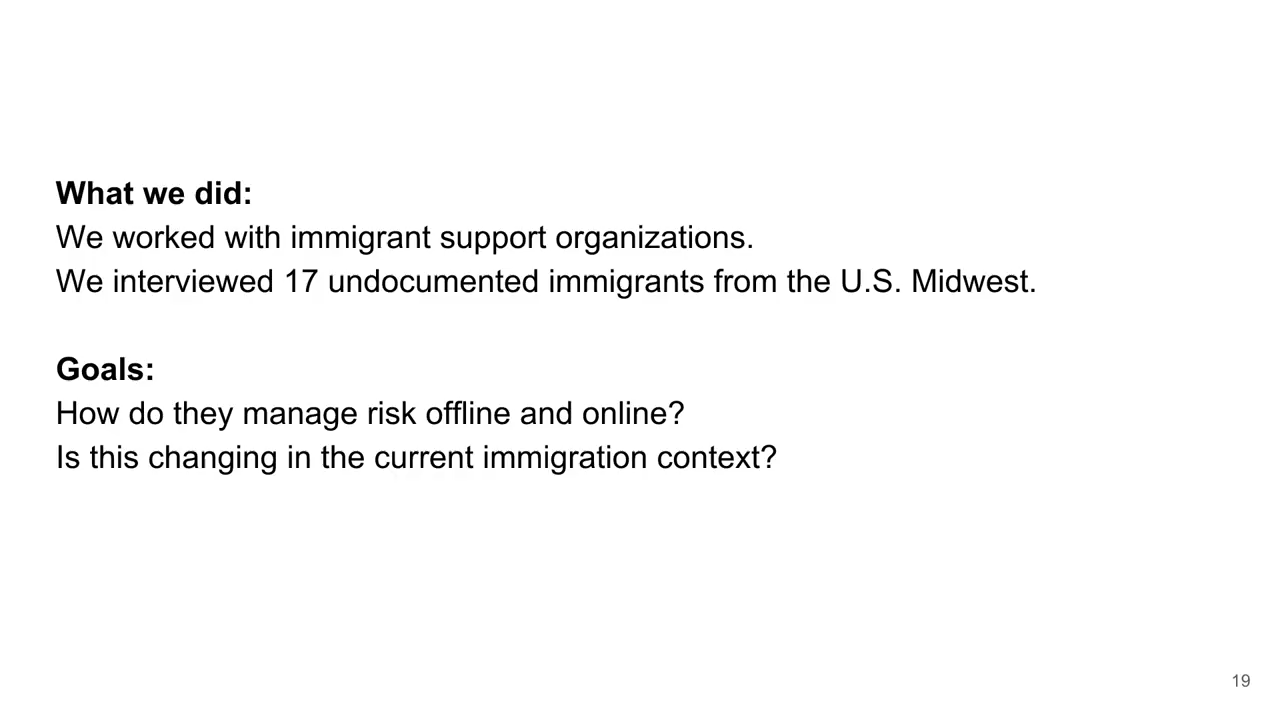 What we did:
We worked with immigrant support organizations.
We interviewed 17 undocumented immigrants from the U.S. Midwest.
Goals:
How do they manage risk offline and online?
Is this changing in the current immigration context?
19